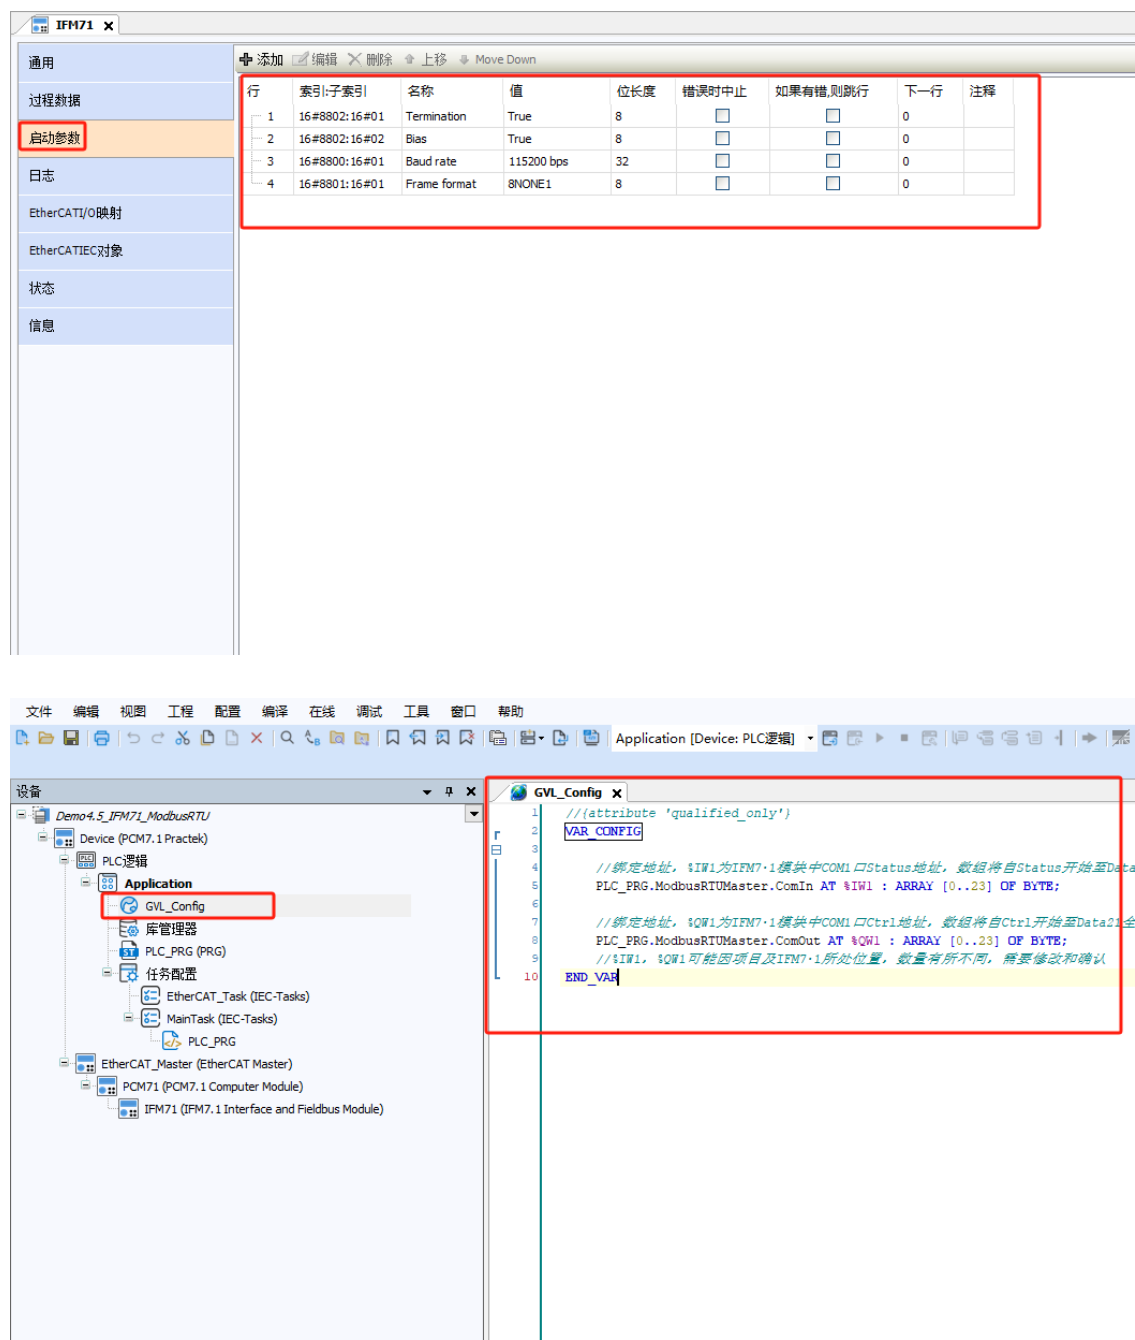 IFM71
通用
过程数据
启动参数
日志
EtherCATI/O映射
EtherCATIEC对象
状态
信息
添加 编辑 删除 上移 Move Down
行 索引:子索引 名称 值 位长度 错误时中止 如果有错,则跳行 下一行 注释
1 16#8802:16#01 Termination True 8 0
2 16#8802:16#02 Bias True 8 0
3 16#8800:16#01 Baud rate 115200 bps 32 0
4 16#8801:16#01 Frame format 8NONE1 8 0
文件 编辑 视图 工程 配置 编译 在线 调试 工具 窗口 帮助
Application [Device: PLC逻辑]
设备
Demo4.5_IFM71_ModbusRTU
Device (PCM7.1 Practek)
PLC逻辑
Application
GVL_Config
库管理器
PLC_PRG (PRG)
任务配置
EtherCAT_Task (IEC-Tasks)
MainTask (IEC-Tasks)
PLC_PRG
EtherCAT_Master (EtherCAT Master)
PCM71 (PCM7.1 Computer Module)
IFM71 (IFM7.1 Interface and Fieldbus Module)
GVL_Config
1 //{attribute 'qualified_only'}
2 VAR_CONFIG
3
4 //绑定地址，%IW1为IFM7·1模块中COM1口Status地址，数组将自Status开始至Data
5 PLC_PRG.ModbusRTUMaster.ComIn AT %IW1 : ARRAY [0..23] OF BYTE;
6
7 //绑定地址，%QW1为IFM7·1模块中COM1口Ctrl地址，数组将自Ctrl开始至Data21全
8 PLC_PRG.ModbusRTUMaster.ComOut AT %QW1 : ARRAY [0..23] OF BYTE;
9 //%IW1，%QW1可能因项目及IFM7·1所处位置，数量有所不同，需要修改和确认
10 END_VAR